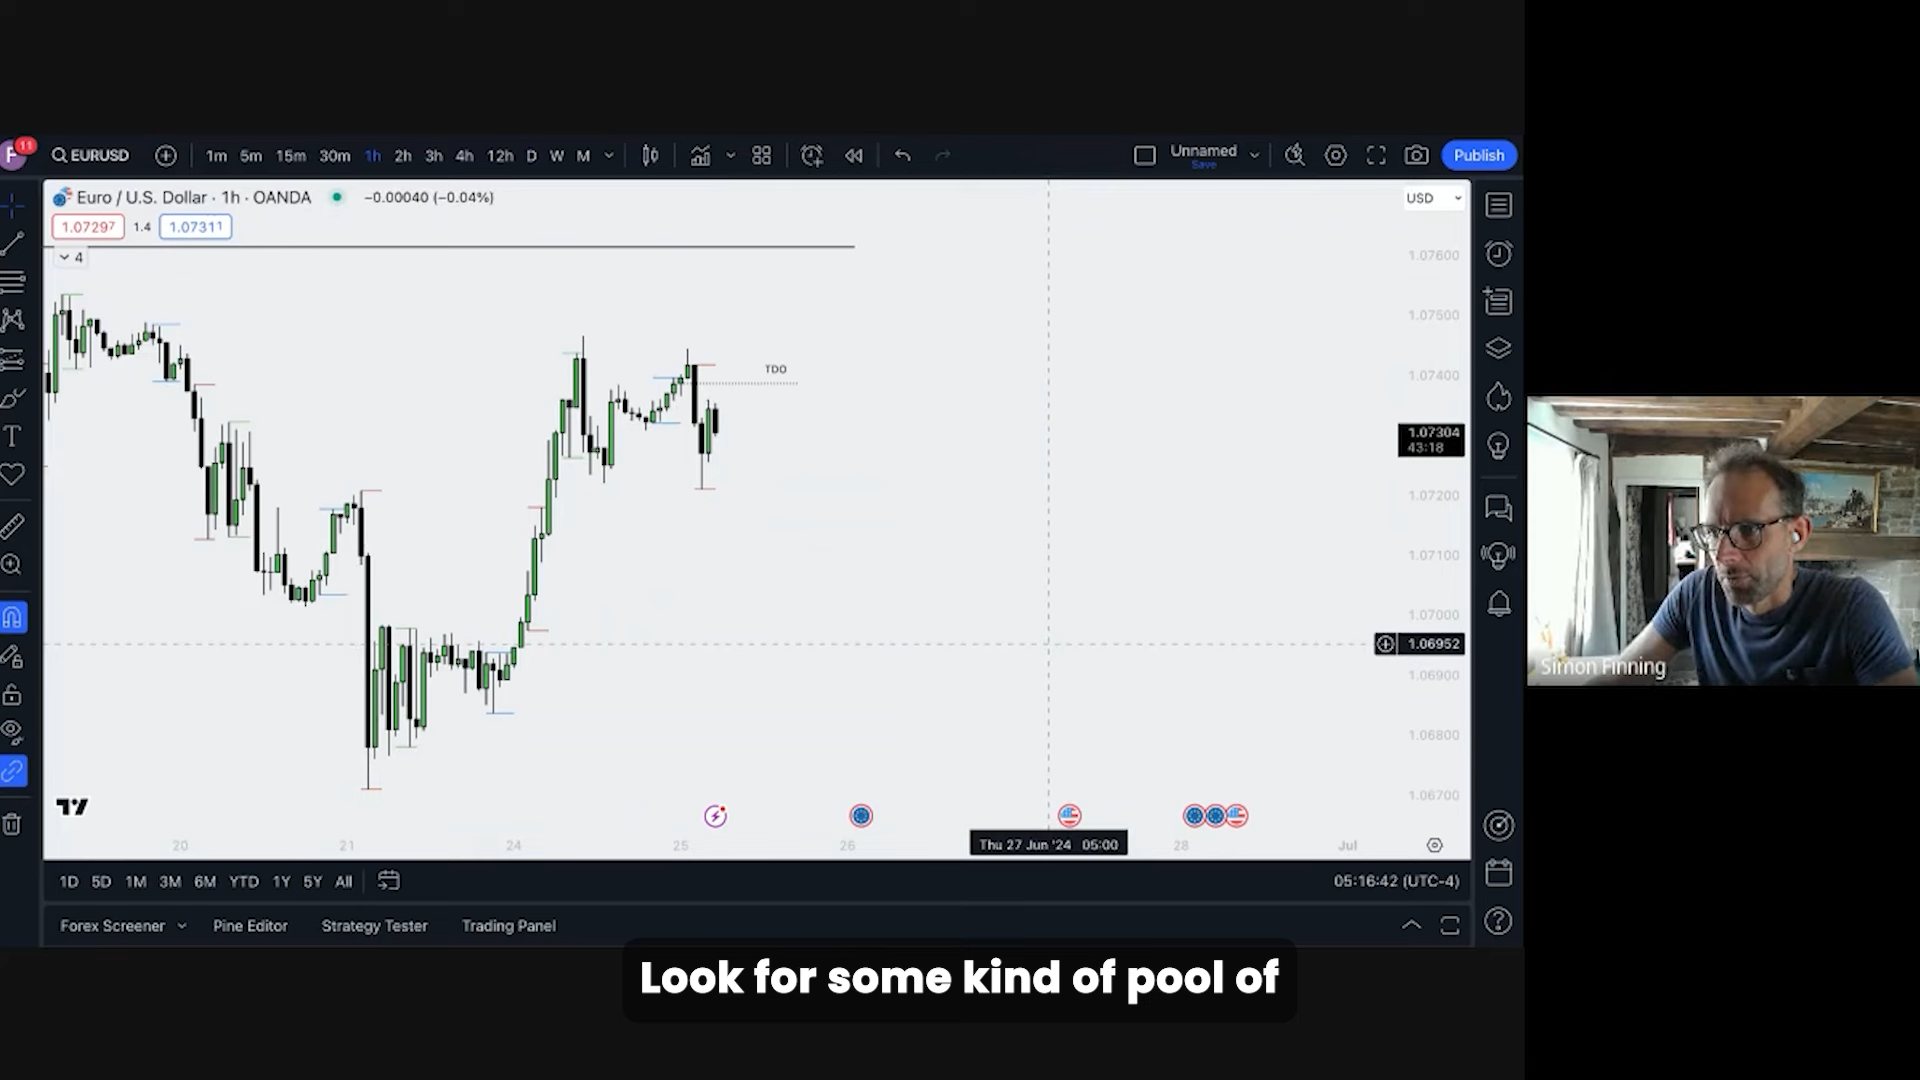 11
F
EURUSD
1m 5m 15m 30m 1h 2h 3h 4h 12h D W M
Unnamed
Save
Publish
Euro / U.S. Dollar · 1h · OANDA −0.00040 (−0.04%)
USD
1.07297 1.4 1.07311
4
1.07600
1.07500
TDO
1.07400
1.07304
43:18
1.07200
1.07100
1.07000
1.06952
1.06900
1.06800
1.06700
20 21 24 25 26 Thu 27 Jun '24 05:00 28 Jul
1D 5D 1M 3M 6M YTD 1Y 5Y All
05:16:42 (UTC-4)
Forex Screener Pine Editor Strategy Tester Trading Panel
Simon Finning
Look for some kind of pool of